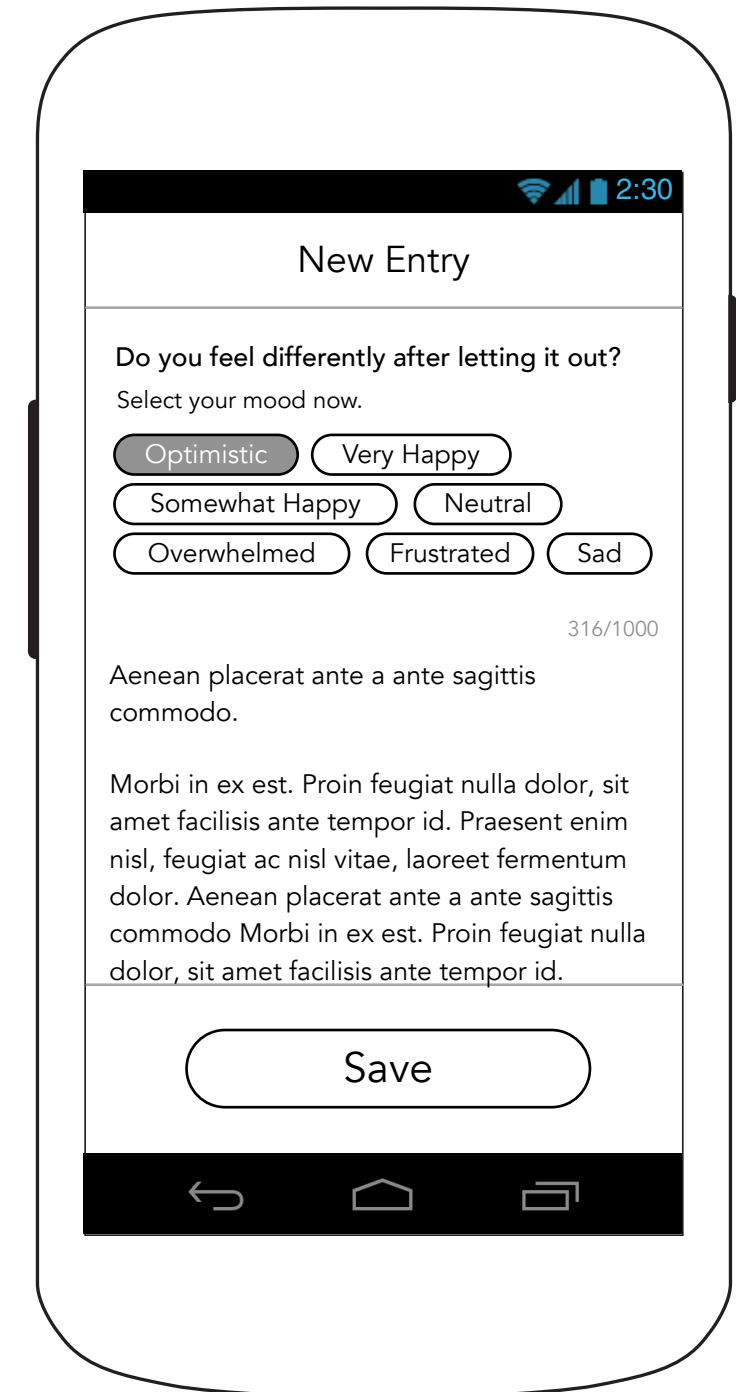 2:30
New Entry
Do you feel differently after letting it out?
Select your mood now.
Optimistic Very Happy
Somewhat Happy Neutral
Overwhelmed Frustrated Sad
316/1000
Aenean placerat ante a ante sagittis
commodo.
Morbi in ex est. Proin feugiat nulla dolor, sit
amet facilisis ante tempor id. Praesent enim
nisl, feugiat ac nisl vitae, laoreet fermentum
dolor. Aenean placerat ante a ante sagittis
commodo Morbi in ex est. Proin feugiat nulla
dolor, sit amet facilisis ante tempor id.
Save